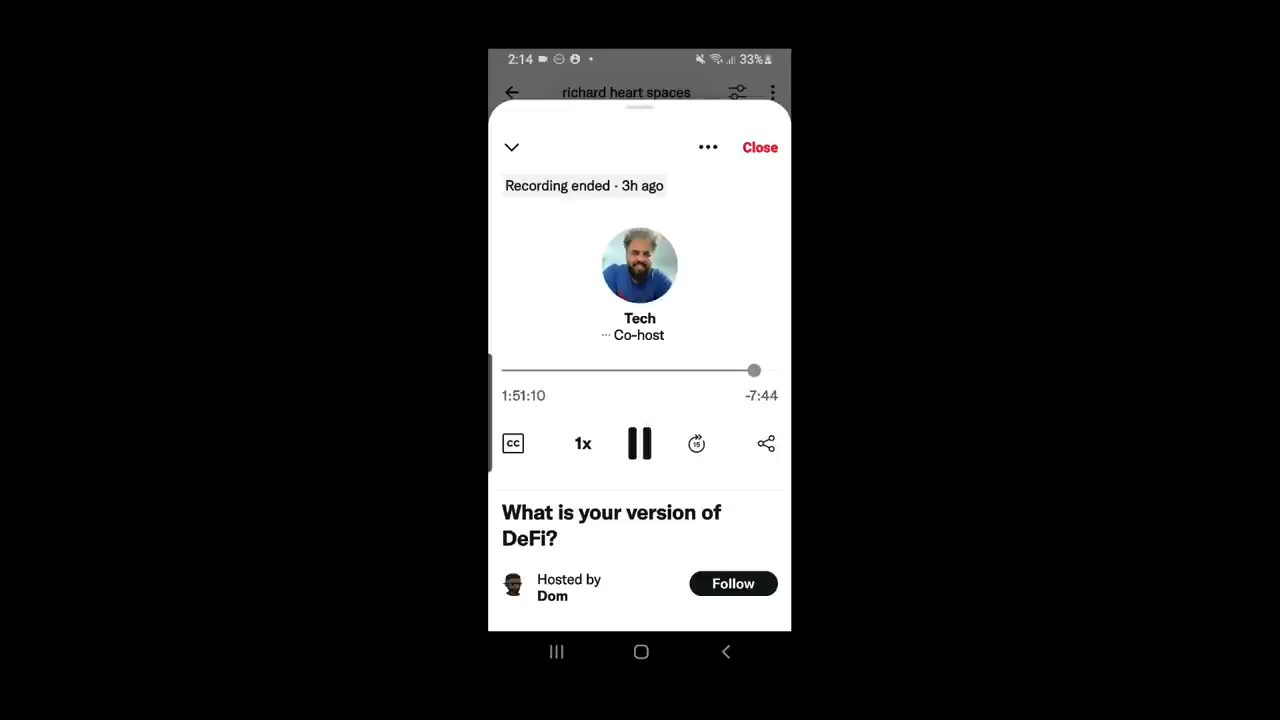 2:14
33%
richard heart spaces
Close
Recording ended · 3h ago
Tech
··· Co-host
1:51:10
-7:44
CC
1x
15
What is your version of
DeFi?
Hosted by
Dom
Follow